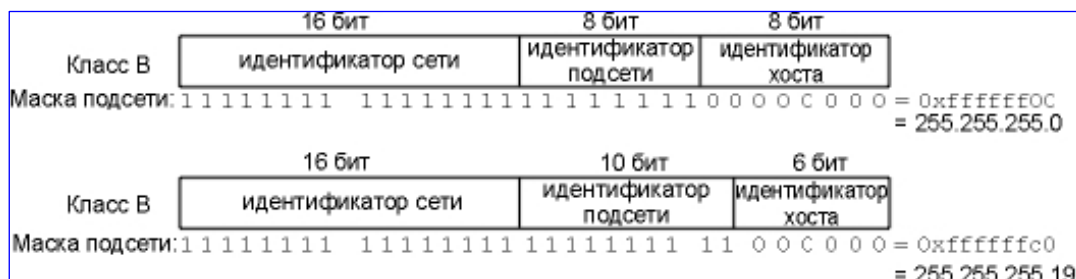 16 бит 8 бит 8 бит
Класс B идентификатор сети идентификатор подсети идентификатор хоста
Маска подсети: 1 1 1 1 1 1 1 1 1 1 1 1 1 1 1 1 1 1 1 1 1 1 1 1 0 0 0 0 C 0 0 0 = 0xffffff0C
= 255.255.255.0
16 бит 10 бит 6 бит
Класс B идентификатор сети идентификатор подсети идентификатор хоста
Маска подсети: 1 1 1 1 1 1 1 1 1 1 1 1 1 1 1 1 1 1 1 1 1 1 1 1 1 1 0 0 C 0 0 0 = 0xffffffc0
= 255.255.255.19